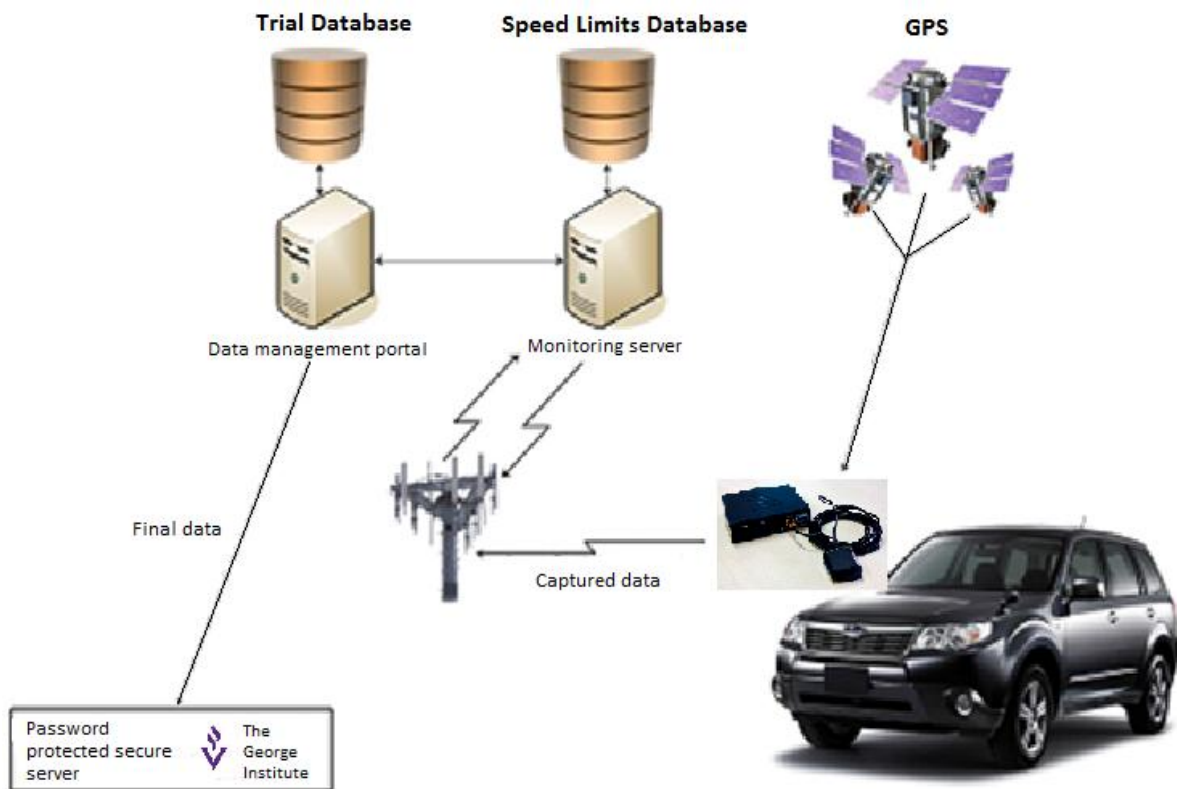 Trial Database
Speed Limits Database
GPS
Data management portal
Monitoring server
Final data
Captured data
Password
protected secure
server
The
George
Institute